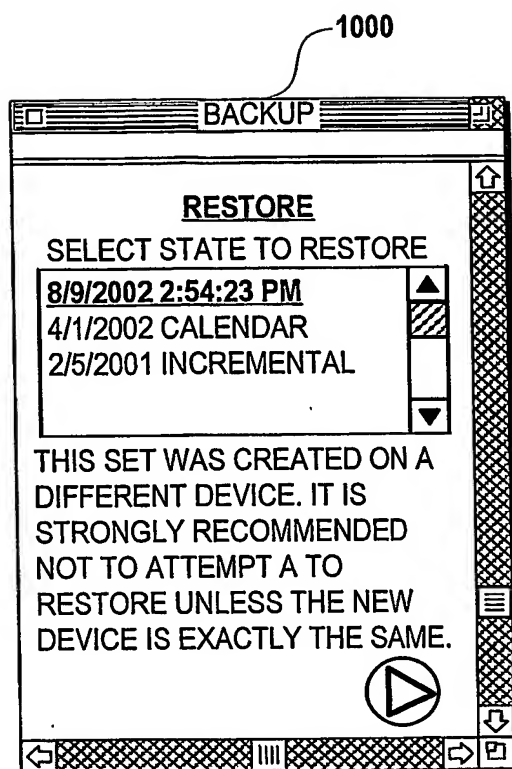 1000
BACKUP
RESTORE
SELECT STATE TO RESTORE
8/9/2002 2:54:23 PM
4/1/2002 CALENDAR
2/5/2001 INCREMENTAL
THIS SET WAS CREATED ON A
DIFFERENT DEVICE. IT IS
STRONGLY RECOMMENDED
NOT TO ATTEMPT A TO
RESTORE UNLESS THE NEW
DEVICE IS EXACTLY THE SAME.